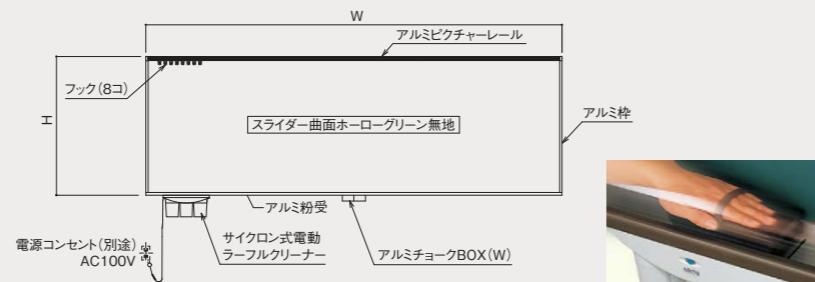 W
アルミピクチャーレール
フック(8コ)
H
アルミ枠
スライダー曲面ホーローグリーン無地
アルミ粉受
サイクロン式電動
ラーフルクリーナー
アルミチョークBOX(W)
電源コンセント(別途)
AC100V